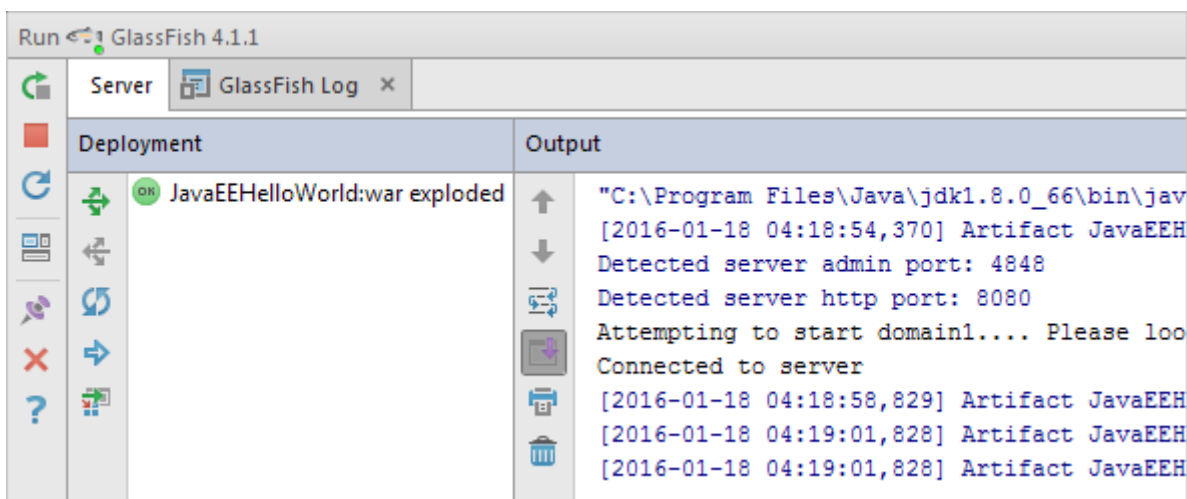 Run GlassFish 4.1.1
Server GlassFish Log ×
Deployment
Output
OK JavaEEHelloWorld:war exploded
"C:\Program Files\Java\jdk1.8.0_66\bin\jav
[2016-01-18 04:18:54,370] Artifact JavaEEH
Detected server admin port: 4848
Detected server http port: 8080
Attempting to start domain1.... Please loo
Connected to server
[2016-01-18 04:18:58,829] Artifact JavaEEH
[2016-01-18 04:19:01,828] Artifact JavaEEH
[2016-01-18 04:19:01,828] Artifact JavaEEH